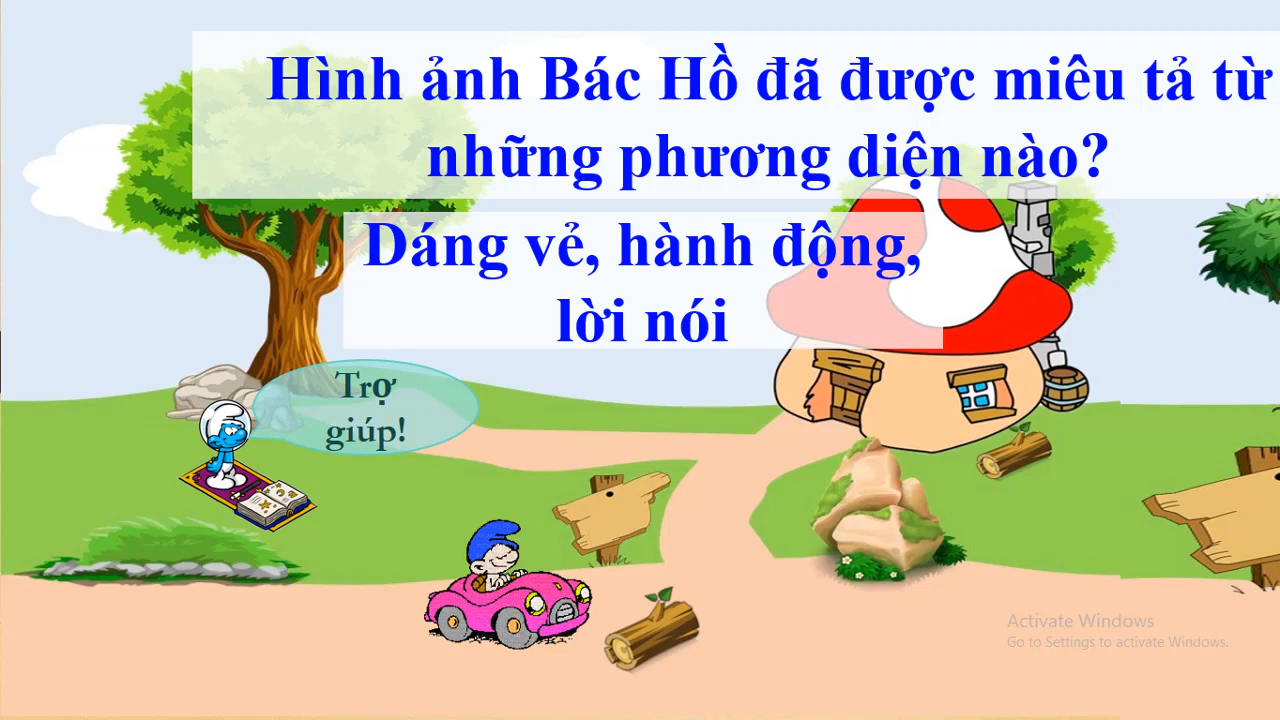 Hình ảnh Bác Hồ đã được miêu tả từ
những phương diện nào?
Dáng vẻ, hành động,
lời nói
Trợ
giúp!
Activate Windows
Go to Settings to activate Windows.